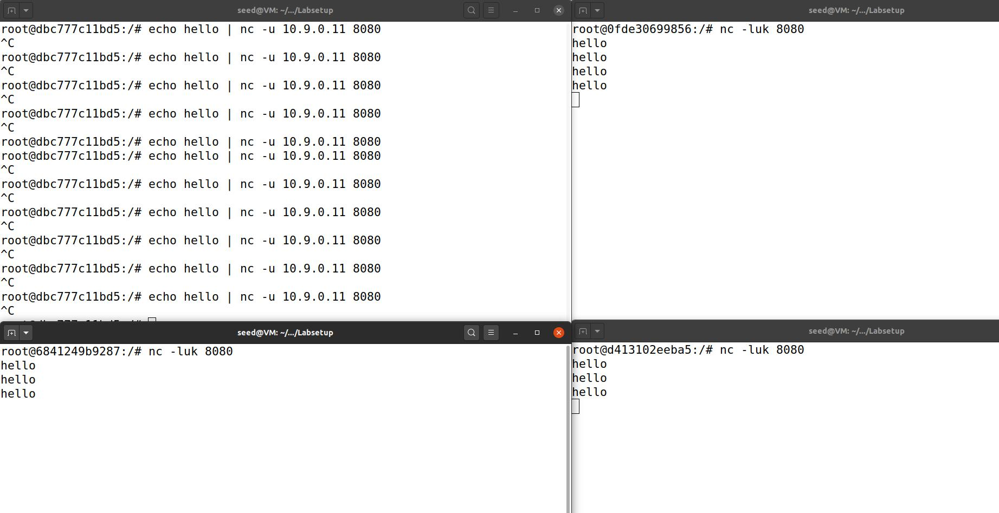 seed@VM: ~/.../Labsetup
root@dbc777c11bd5:/# echo hello | nc -u 10.9.0.11 8080
^C
root@dbc777c11bd5:/# echo hello | nc -u 10.9.0.11 8080
^C
root@dbc777c11bd5:/# echo hello | nc -u 10.9.0.11 8080
^C
root@dbc777c11bd5:/# echo hello | nc -u 10.9.0.11 8080
^C
root@dbc777c11bd5:/# echo hello | nc -u 10.9.0.11 8080
root@dbc777c11bd5:/# echo hello | nc -u 10.9.0.11 8080
^C
root@dbc777c11bd5:/# echo hello | nc -u 10.9.0.11 8080
^C
root@dbc777c11bd5:/# echo hello | nc -u 10.9.0.11 8080
^C
root@dbc777c11bd5:/# echo hello | nc -u 10.9.0.11 8080
^C
root@dbc777c11bd5:/# echo hello | nc -u 10.9.0.11 8080
^C
root@dbc777c11bd5:/# echo hello | nc -u 10.9.0.11 8080
^C
seed@VM: ~/.../Labsetup
root@0fde30699856:/# nc -luk 8080
hello
hello
hello
hello
seed@VM: ~/.../Labsetup
root@6841249b9287:/# nc -luk 8080
hello
hello
hello
seed@VM: ~/.../Labsetup
root@d413102eeba5:/# nc -luk 8080
hello
hello
hello